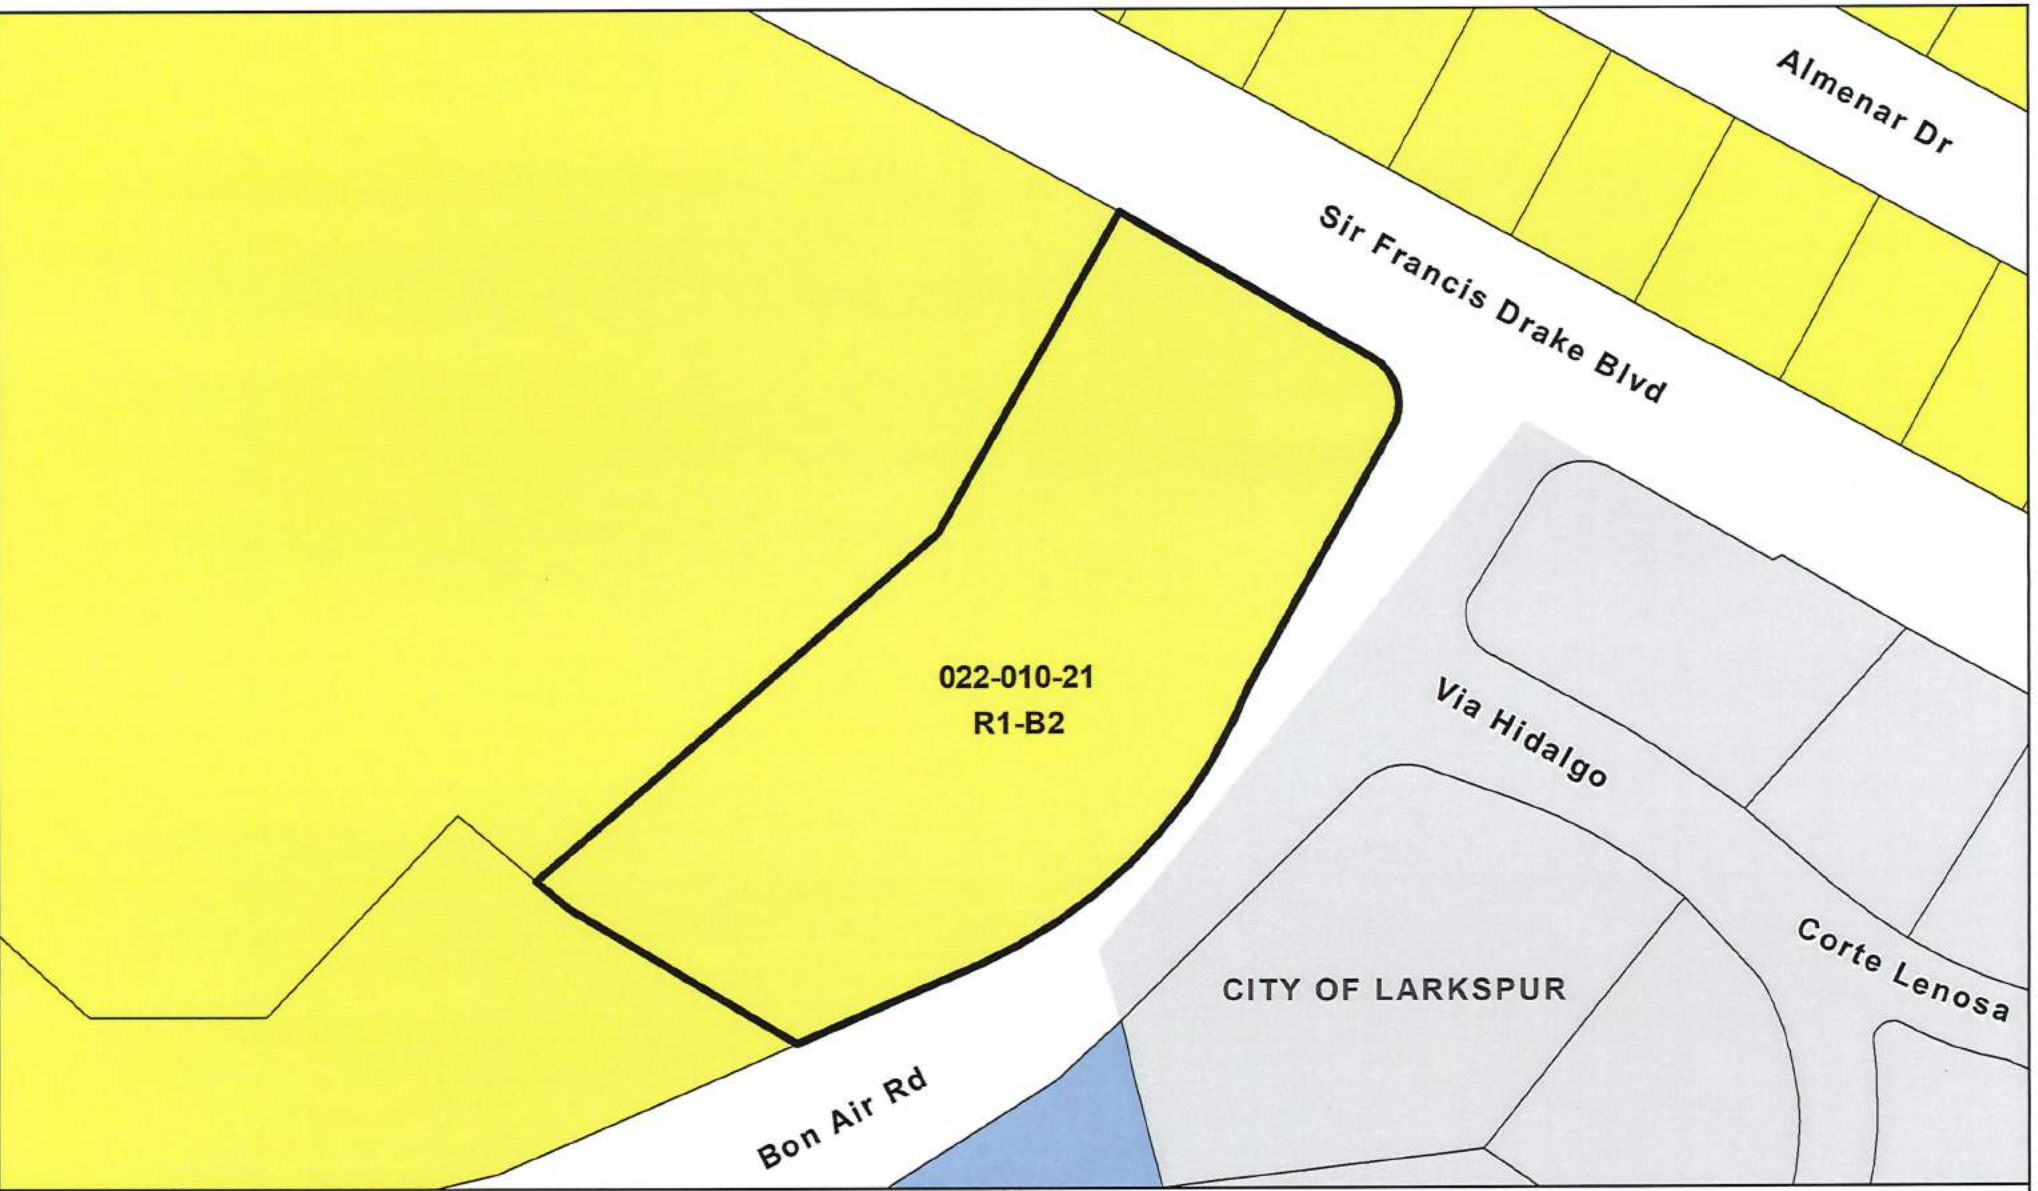 Almenar Dr
Sir Francis Drake Blvd
022-010-21
R1-B2
Via Hidalgo
Corte Lenosa
CITY OF LARKSPUR
Bon Air Rd